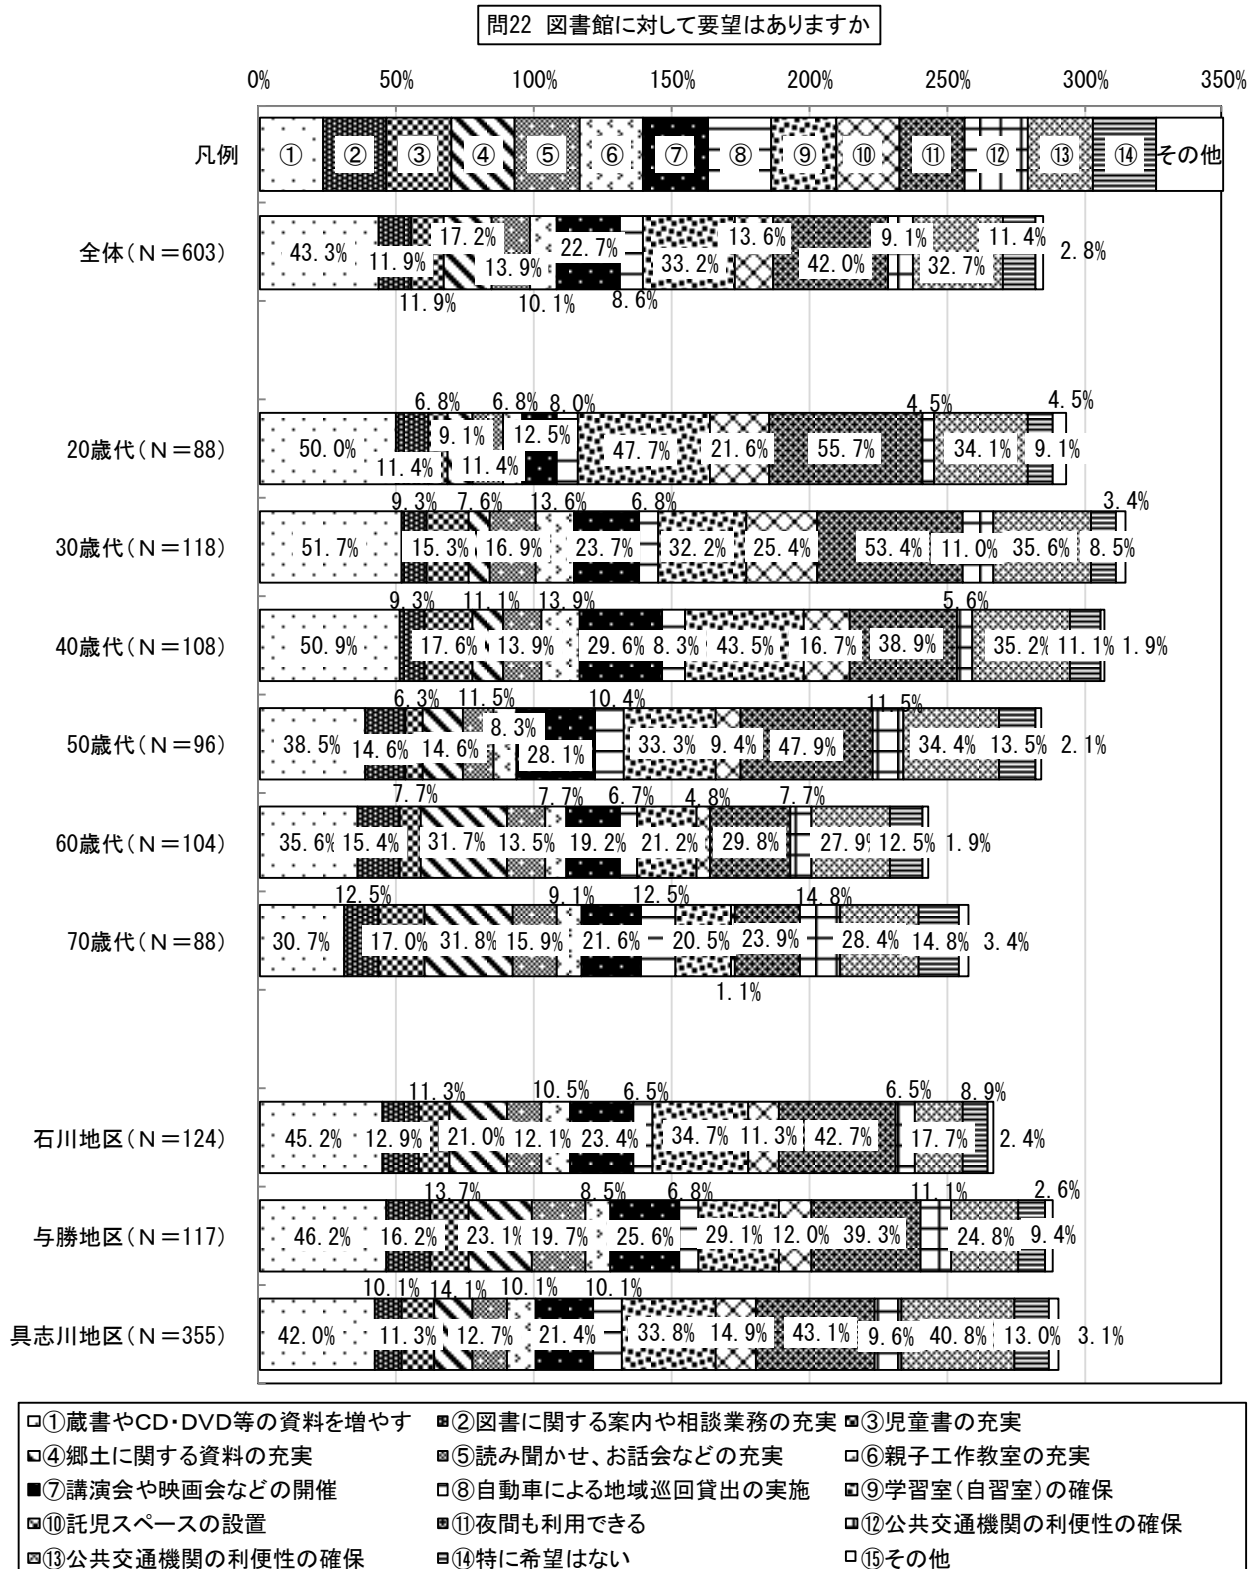 問22 図書館に対して要望はありますか
0% 50% 100% 150% 200% 250% 300% 350%
凡例 ① ② ③ ④ ⑤ ⑥ ⑦ ⑧ ⑨ ⑩ ⑪ ⑫ ⑬ ⑭ その他
全体(N=603) 43.3% 11.9% 11.9% 17.2% 13.9% 10.1% 22.7% 8.6% 33.2% 13.6% 42.0% 9.1% 32.7% 11.4% 2.8%
20歳代(N=88) 50.0% 11.4% 6.8% 9.1% 11.4% 6.8% 12.5% 8.0% 47.7% 21.6% 55.7% 4.5% 34.1% 9.1% 4.5%
30歳代(N=118) 51.7% 9.3% 15.3% 7.6% 16.9% 13.6% 23.7% 6.8% 32.2% 25.4% 53.4% 11.0% 35.6% 8.5% 3.4%
40歳代(N=108) 50.9% 9.3% 17.6% 11.1% 13.9% 13.9% 29.6% 8.3% 43.5% 16.7% 38.9% 5.6% 35.2% 11.1% 1.9%
50歳代(N=96) 38.5% 14.6% 6.3% 14.6% 11.5% 8.3% 28.1% 10.4% 33.3% 9.4% 47.9% 11.5% 34.4% 13.5% 2.1%
60歳代(N=104) 35.6% 15.4% 7.7% 31.7% 13.5% 7.7% 19.2% 6.7% 21.2% 4.8% 29.8% 7.7% 27.9% 12.5% 1.9%
70歳代(N=88) 30.7% 12.5% 17.0% 31.8% 15.9% 9.1% 21.6% 12.5% 20.5% 1.1% 23.9% 14.8% 28.4% 14.8% 3.4%
石川地区(N=124) 45.2% 12.9% 11.3% 21.0% 12.1% 10.5% 23.4% 6.5% 34.7% 11.3% 42.7% 6.5% 17.7% 8.9% 2.4%
与勝地区(N=117) 46.2% 16.2% 13.7% 23.1% 19.7% 8.5% 25.6% 6.8% 29.1% 12.0% 39.3% 11.1% 24.8% 9.4% 2.6%
具志川地区(N=355) 42.0% 10.1% 11.3% 14.1% 12.7% 10.1% 21.4% 10.1% 33.8% 14.9% 43.1% 9.6% 40.8% 13.0% 3.1%
①蔵書やCD・DVD等の資料を増やす ②図書に関する案内や相談業務の充実 ③児童書の充実
④郷土に関する資料の充実 ⑤読み聞かせ、お話会などの充実 ⑥親子工作教室の充実
⑦講演会や映画会などの開催 ⑧自動車による地域巡回貸出の実施 ⑨学習室(自習室)の確保
⑩託児スペースの設置 ⑪夜間も利用できる ⑫公共交通機関の利便性の確保
⑬公共交通機関の利便性の確保 ⑭特に希望はない ⑮その他